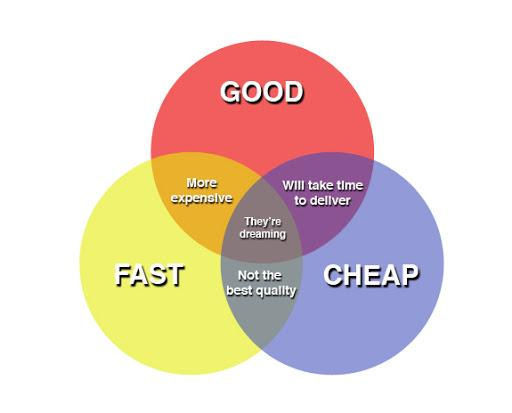 GOOD
More
expensive
Will take time
to deliver
They're
dreaming
FAST
Not the
best quality
CHEAP